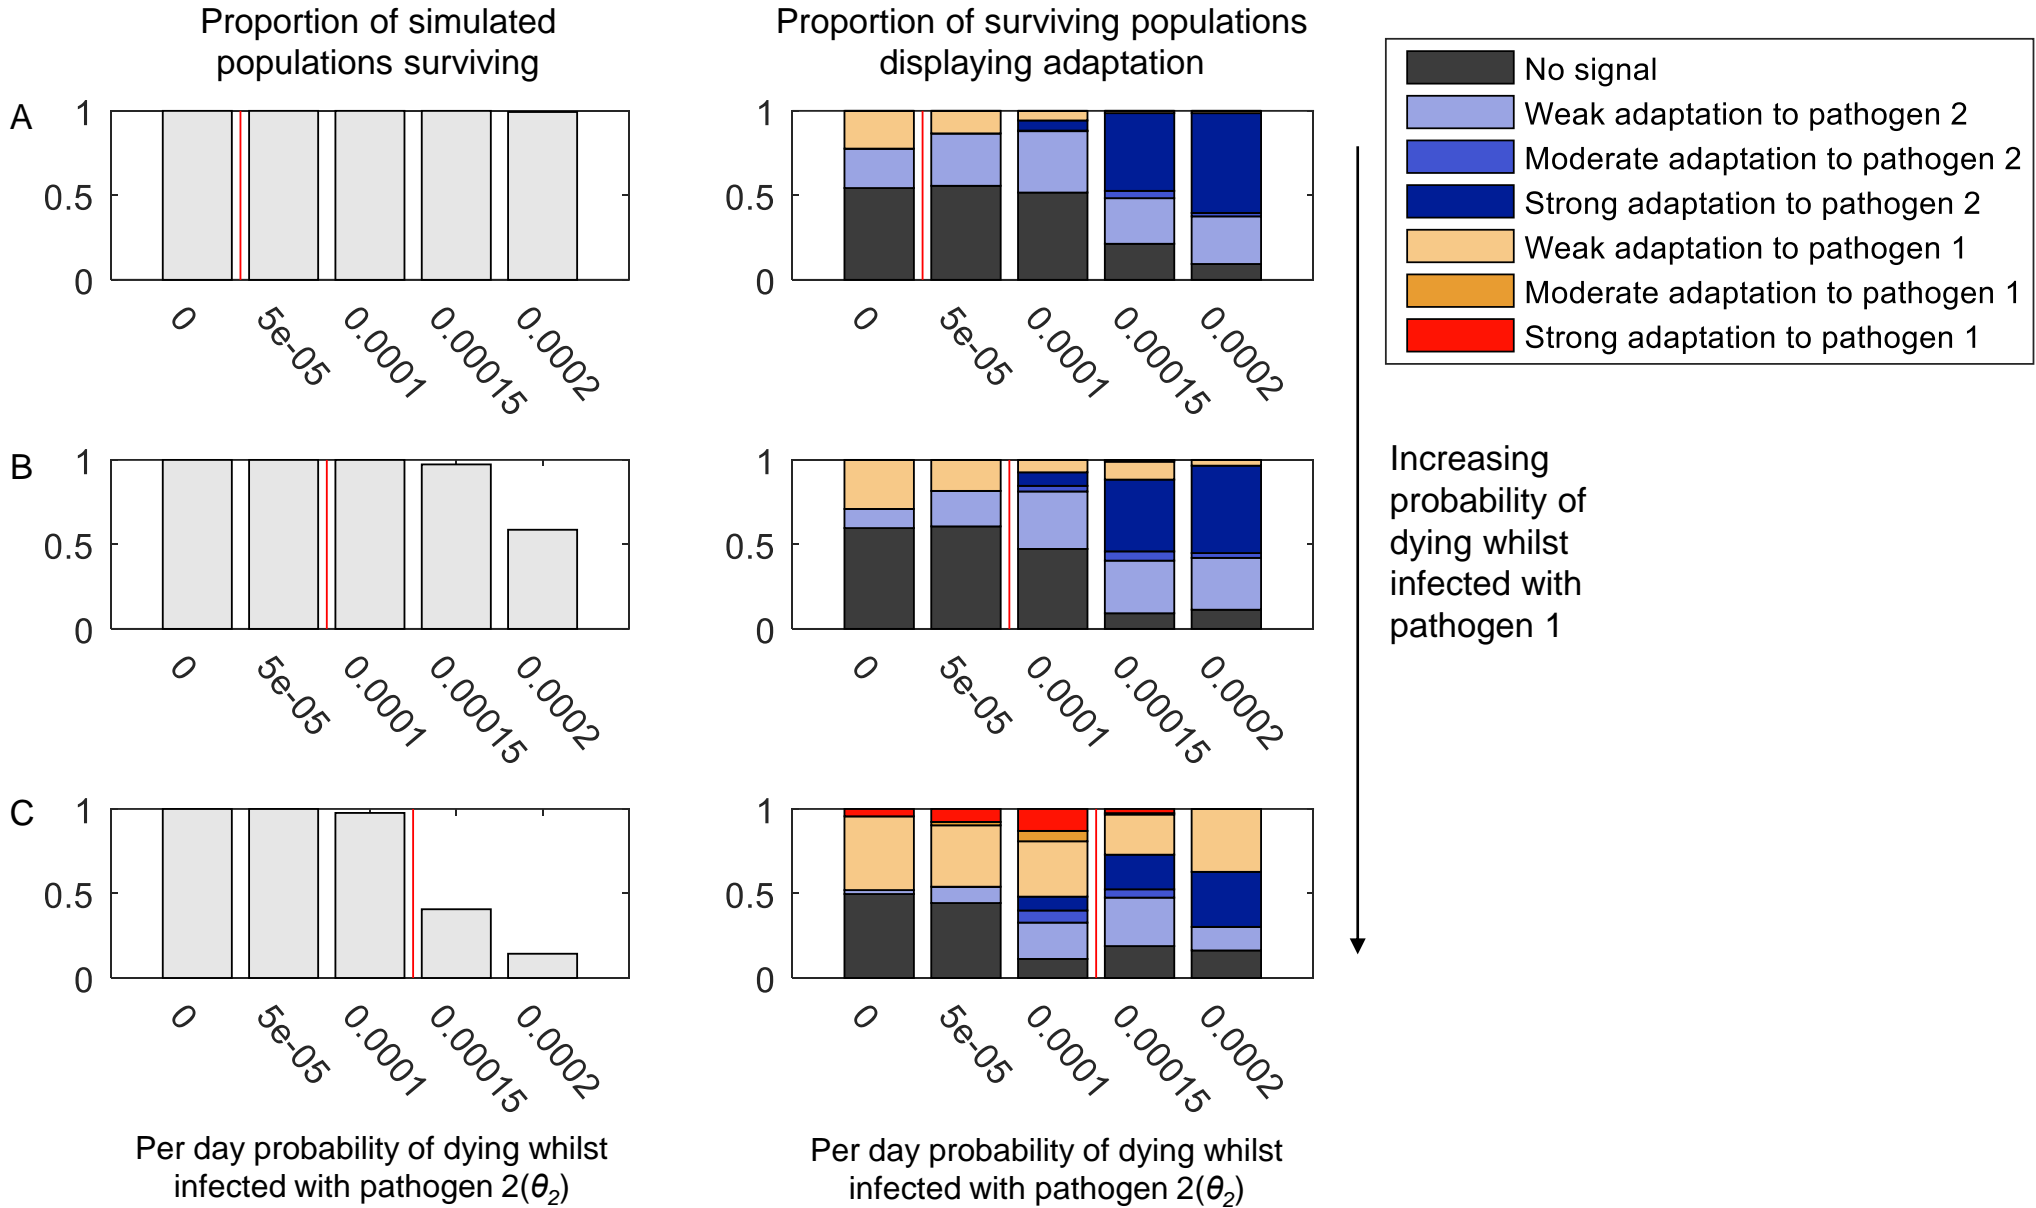 Proportion of simulated
populations surviving
Proportion of surviving populations
displaying adaptation
No signal
Weak adaptation to pathogen 2
Moderate adaptation to pathogen 2
Strong adaptation to pathogen 2
Weak adaptation to pathogen 1
Moderate adaptation to pathogen 1
Strong adaptation to pathogen 1
A
1
0.5
0
0
5e-05
0.0001
0.00015
0.0002
1
0.5
0
0
5e-05
0.0001
0.00015
0.0002
B
1
0.5
0
0
5e-05
0.0001
0.00015
0.0002
1
0.5
0
0
5e-05
0.0001
0.00015
0.0002
Increasing
probability of
dying whilst
infected with
pathogen 1
C
1
0.5
0
0
5e-05
0.0001
0.00015
0.0002
1
0.5
0
0
5e-05
0.0001
0.00015
0.0002
Per day probability of dying whilst
infected with pathogen 2(θ₂)
Per day probability of dying whilst
infected with pathogen 2(θ₂)